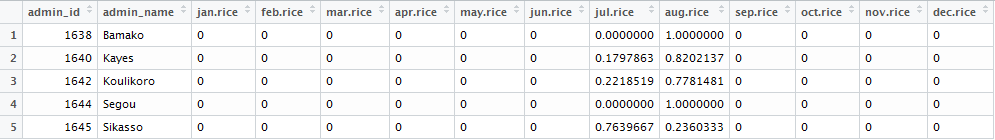 admin_id admin_name jan.rice feb.rice mar.rice apr.rice may.rice jun.rice jul.rice aug.rice sep.rice oct.rice nov.rice dec.rice
1 1638 Bamako 0 0 0 0 0 0 0.0000000 1.0000000 0 0 0 0
2 1640 Kayes 0 0 0 0 0 0 0.1797863 0.8202137 0 0 0 0
3 1642 Koulikoro 0 0 0 0 0 0 0.2218519 0.7781481 0 0 0 0
4 1644 Segou 0 0 0 0 0 0 0.0000000 1.0000000 0 0 0 0
5 1645 Sikasso 0 0 0 0 0 0 0.7639667 0.2360333 0 0 0 0